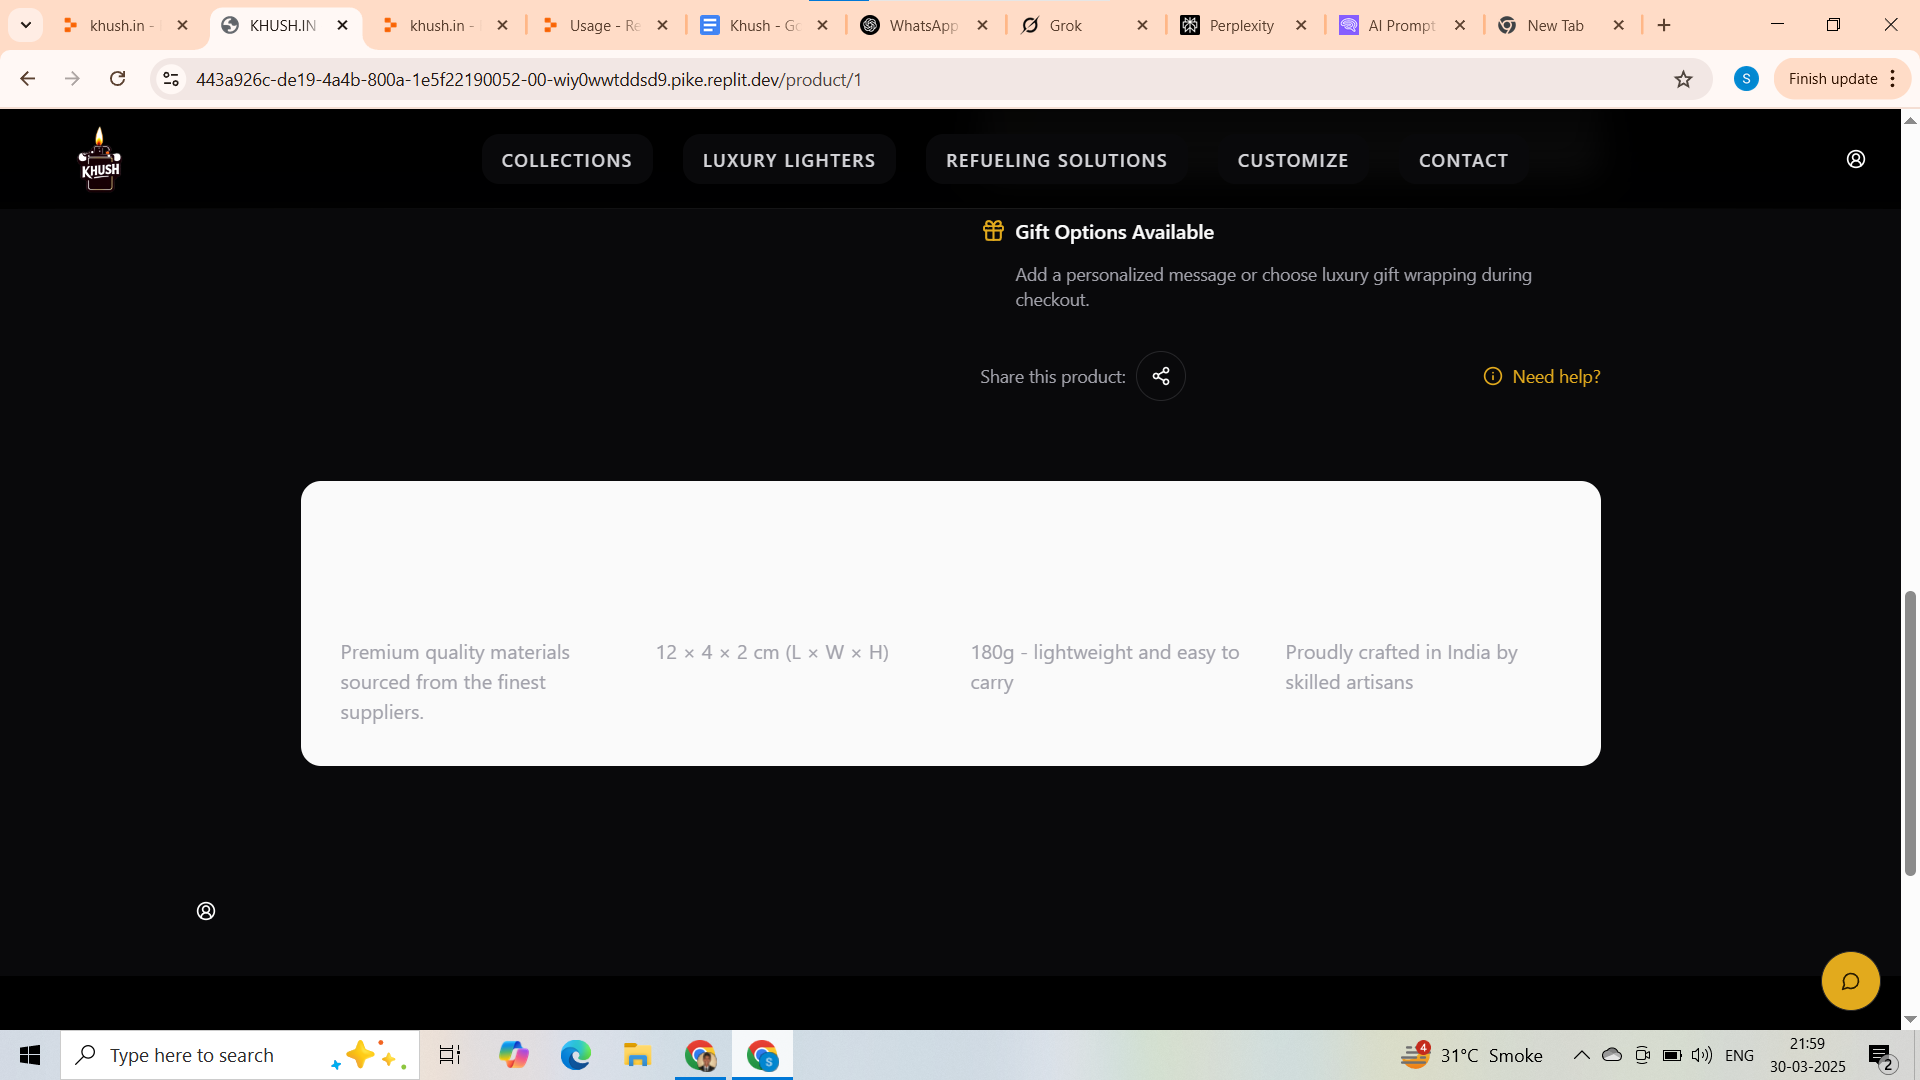 khush.in -
KHUSH.IN
khush.in -
Usage - Re
Khush - Go
WhatsApp
Grok
Perplexity
AI Prompt
New Tab
443a926c-de19-4a4b-800a-1e5f22190052-00-wiy0wwtddsd9.pike.replit.dev/product/1
S
Finish update
KHUSH
COLLECTIONS
LUXURY LIGHTERS
REFUELING SOLUTIONS
CUSTOMIZE
CONTACT
Gift Options Available
Add a personalized message or choose luxury gift wrapping during
checkout.
Share this product:
Need help?
Premium quality materials
sourced from the finest
suppliers.
12 × 4 × 2 cm (L × W × H)
180g - lightweight and easy to
carry
Proudly crafted in India by
skilled artisans
Type here to search
S
4
31°C Smoke
ENG
21:59
30-03-2025
2